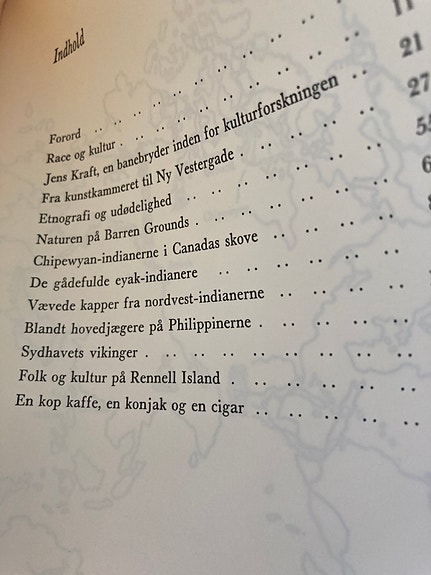 Indhold
Forord
Race og kultur
Jens Kraft, en banebryder inden for kulturforskningen
Fra kunstkammeret til Ny Vestergade
Etnografi og udødelighed
Naturen på Barren Grounds
Chipewyan-indianerne i Canadas skove
De gådefulde eyak-indianere
Vævede kapper fra nordvest-indianerne
Blandt hovedjægere på Philippinerne
Sydhavets vikinger
Folk og kultur på Rennell Island
En kop kaffe, en konjak og en cigar
11
21
27